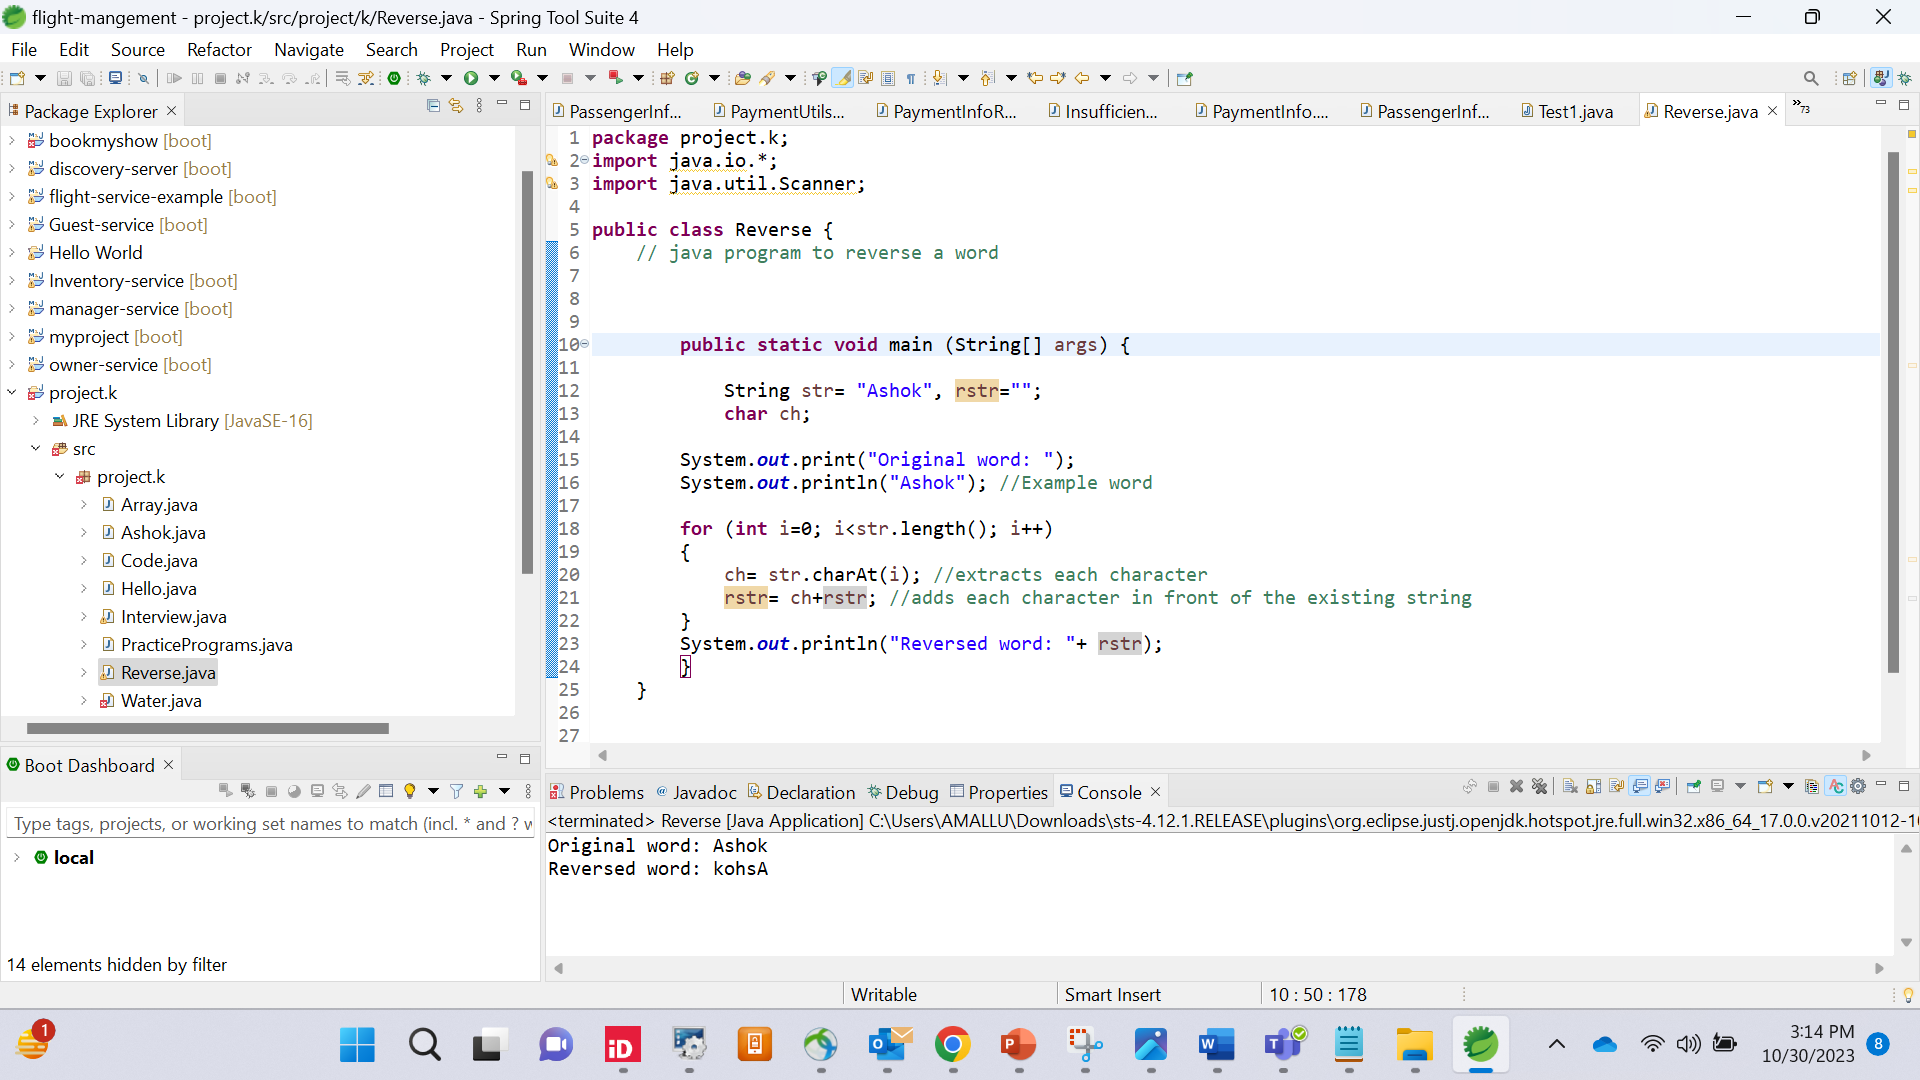 flight-mangement - project.k/src/project/k/Reverse.java - Spring Tool Suite 4
File Edit Source Refactor Navigate Search Project Run Window Help
Package Explorer
bookmyshow [boot]
discovery-server [boot]
flight-service-example [boot]
Guest-service [boot]
Hello World
Inventory-service [boot]
manager-service [boot]
myproject [boot]
owner-service [boot]
project.k
JRE System Library [JavaSE-16]
src
project.k
Array.java
Ashok.java
Code.java
Hello.java
Interview.java
PracticePrograms.java
Reverse.java
Water.java
PassengerInf... PaymentUtils... PaymentInfoR... Insufficien... PaymentInfo.... PassengerInf... Test1.java Reverse.java »73
1 package project.k;
2 import java.io.*;
3 import java.util.Scanner;
4
5 public class Reverse {
6 // java program to reverse a word
7
8
9
10 public static void main (String[] args) {
11
12 String str= "Ashok", rstr="";
13 char ch;
14
15 System.out.print("Original word: ");
16 System.out.println("Ashok"); //Example word
17
18 for (int i=0; i<str.length(); i++)
19 {
20 ch= str.charAt(i); //extracts each character
21 rstr= ch+rstr; //adds each character in front of the existing string
22 }
23 System.out.println("Reversed word: "+ rstr);
24 }
25 }
26
27
Boot Dashboard
Type tags, projects, or working set names to match (incl. * and ? w
local
14 elements hidden by filter
Problems Javadoc Declaration Debug Properties Console
<terminated> Reverse [Java Application] C:\Users\AMALLU\Downloads\sts-4.12.1.RELEASE\plugins\org.eclipse.justj.openjdk.hotspot.jre.full.win32.x86_64_17.0.0.v20211012-1
Original word: Ashok
Reversed word: kohsA
Writable Smart Insert 10 : 50 : 178
1
iD
3:14 PM
10/30/2023
8